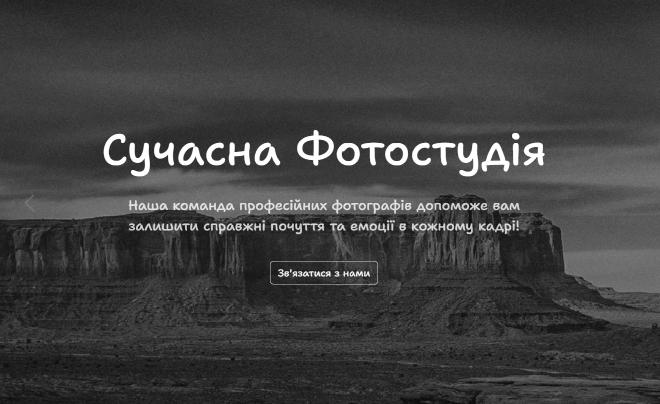 Сучасна Фотостудія
Наша команда професійних фотографів допоможе вам
залишити справжні почуття та емоції в кожному кадрі!
Зв'язатися з нами